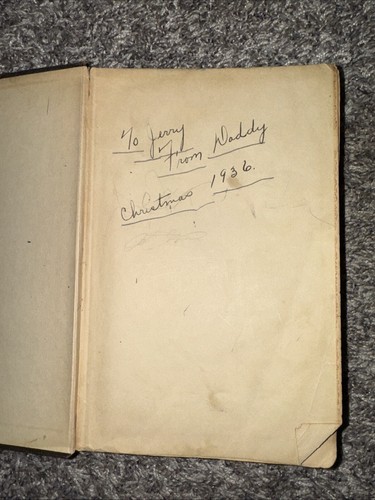 To Jerry
From Daddy
Christmas 1936.